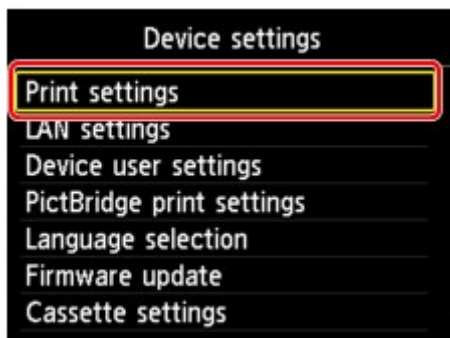 Device settings
Print settings
LAN settings
Device user settings
PictBridge print settings
Language selection
Firmware update
Cassette settings